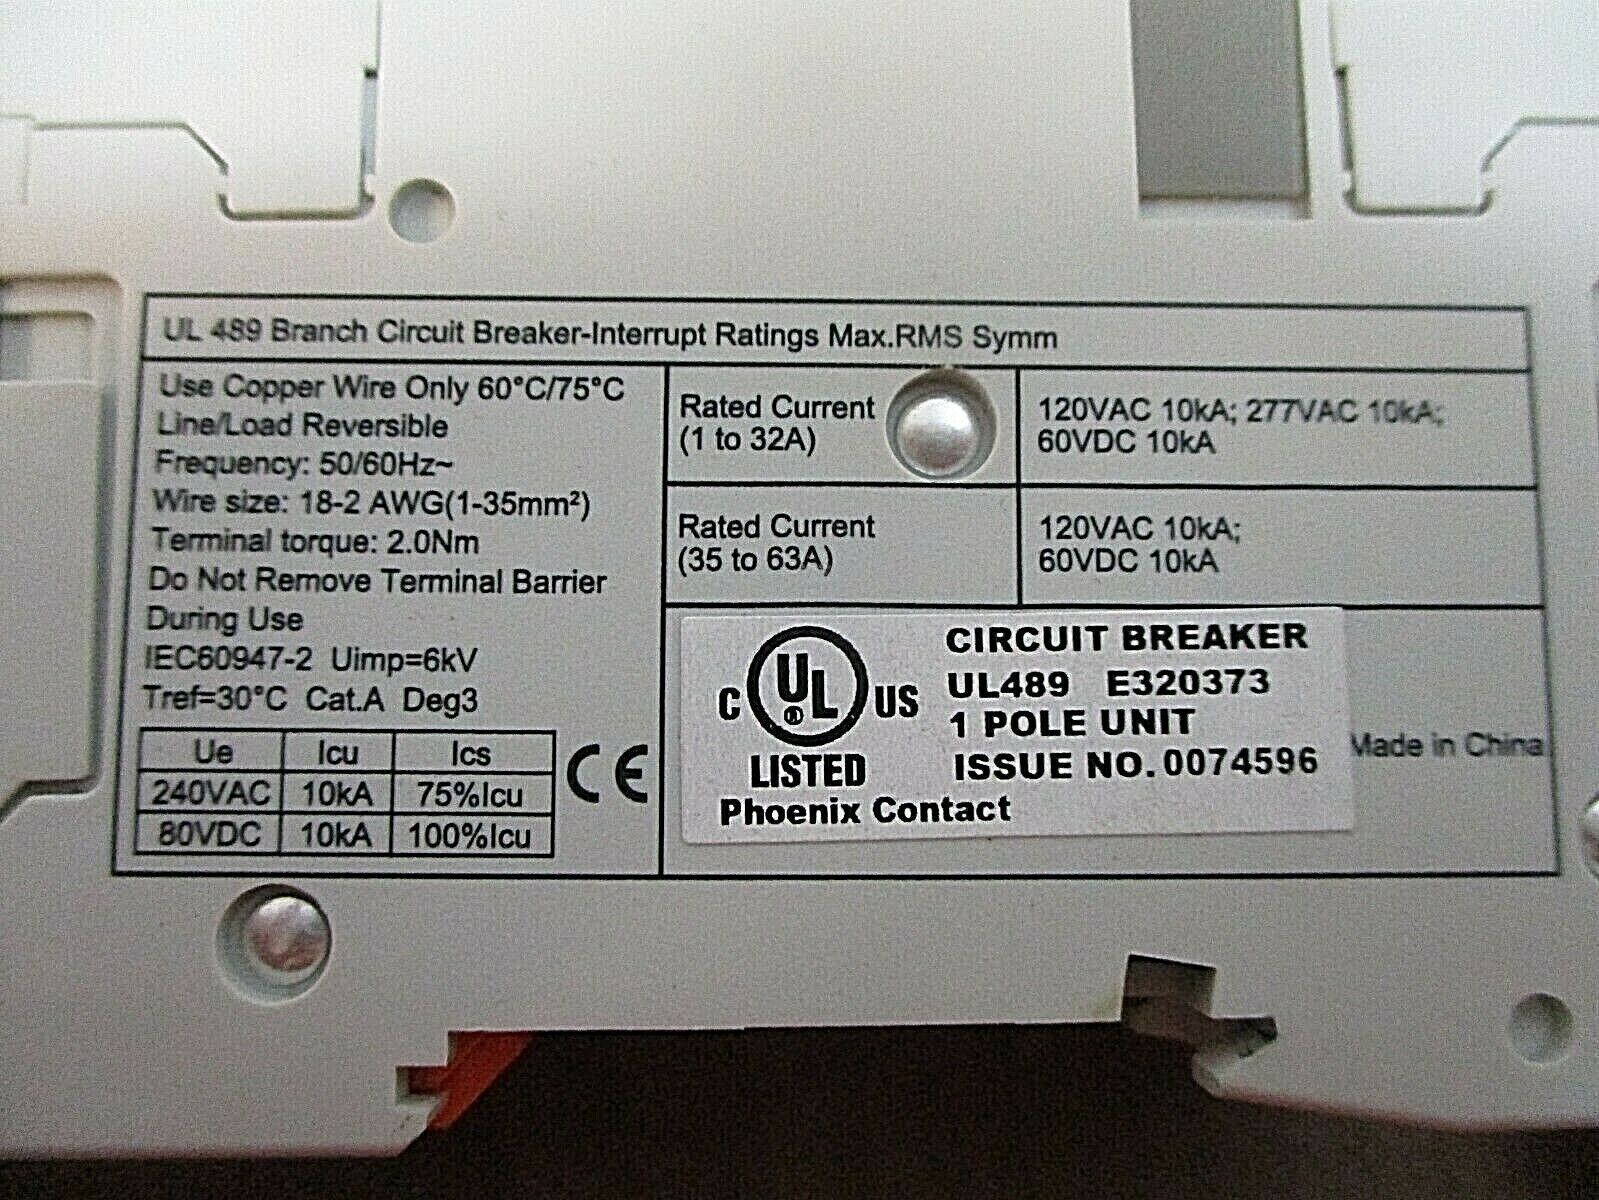 UL 489 Branch Circuit Breaker-Interrupt Ratings Max.RMS Symm
Use Copper Wire Only 60°C/75°C
Line/Load Reversible
Frequency: 50/60Hz~
Wire size: 18-2 AWG(1-35mm²)
Terminal torque: 2.0Nm
Do Not Remove Terminal Barrier
During Use
IEC60947-2 Uimp=6kV
Tref=30°C Cat.A Deg3
Ue Icu Ics
240VAC 10kA 75%Icu
80VDC 10kA 100%Icu
CE
Rated Current
(1 to 32A)
120VAC 10kA; 277VAC 10kA;
60VDC 10kA
Rated Current
(35 to 63A)
120VAC 10kA;
60VDC 10kA
C UL ® US
LISTED
CIRCUIT BREAKER
UL489 E320373
1 POLE UNIT
ISSUE NO. 0074596
Phoenix Contact
Made in China